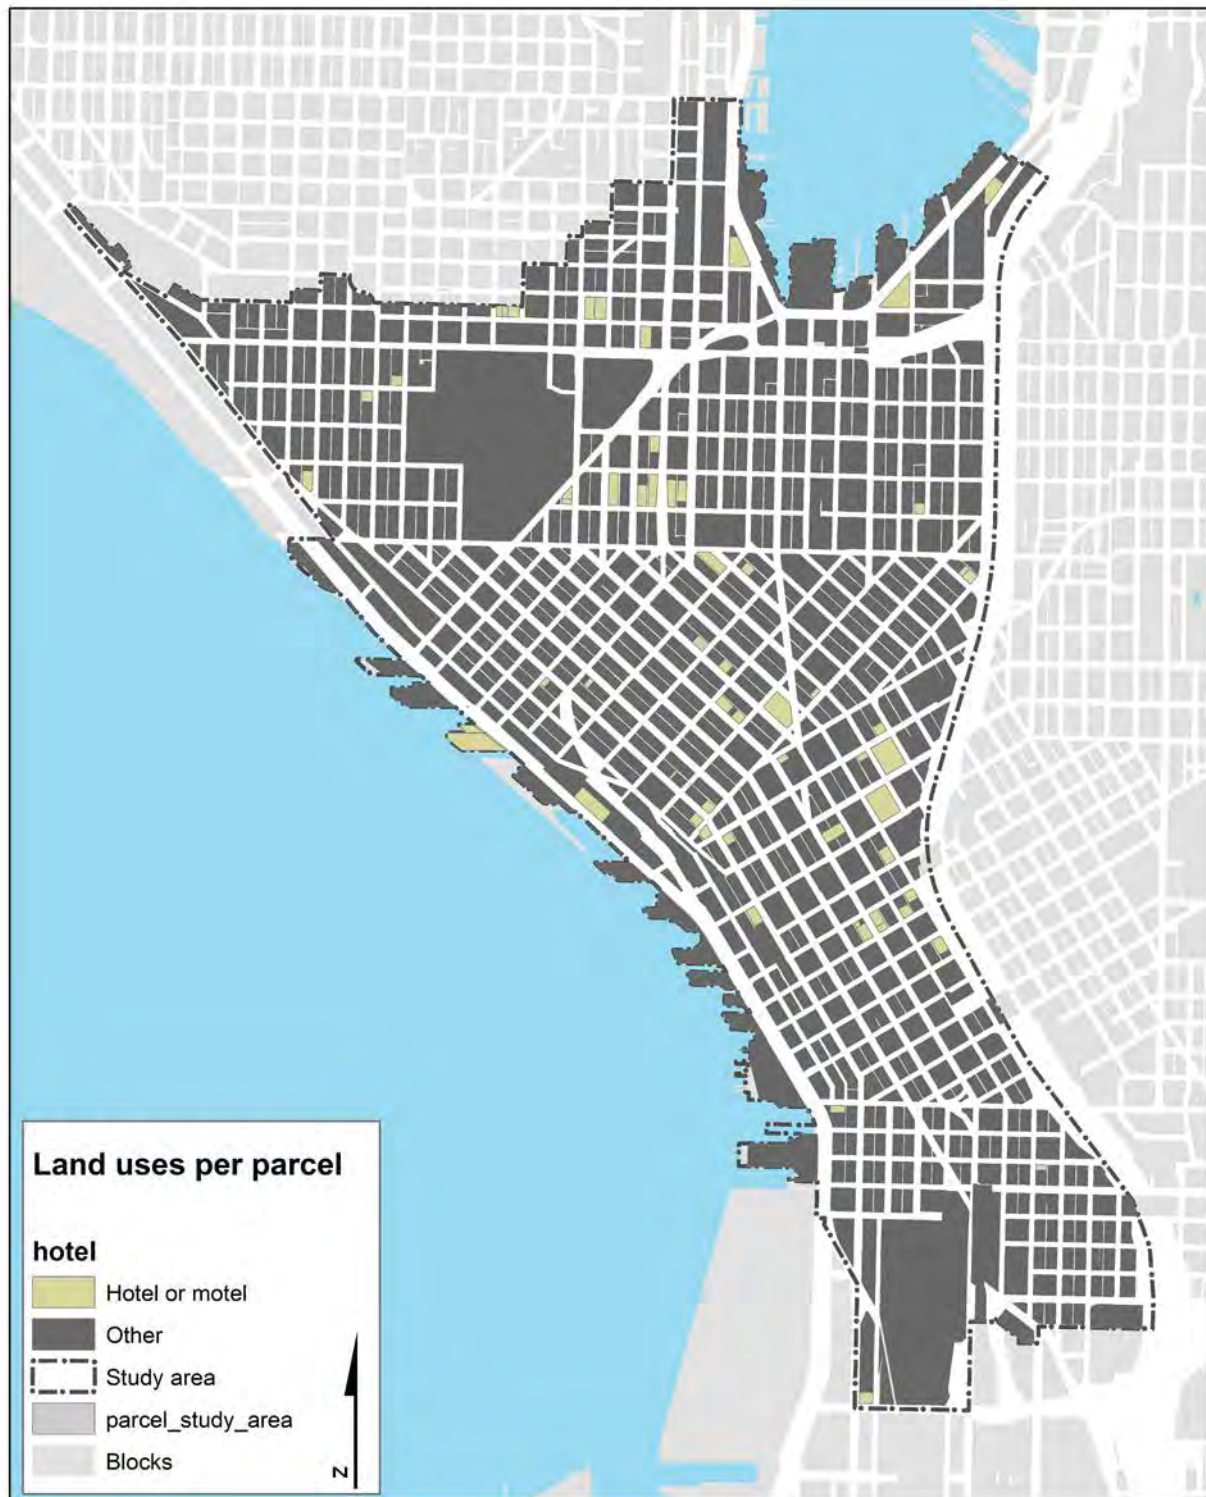 Land uses per parcel
hotel
Hotel or motel
Other
Study area
parcel_study_area
Blocks
N